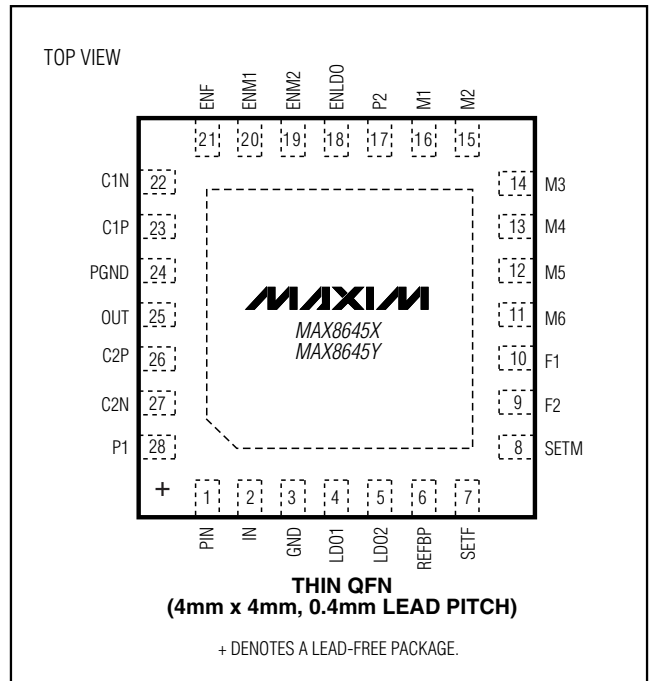 TOP VIEW
ENF
ENM1
ENM2
ENLDO
P2
M1
M2
21
20
19
18
17
16
15
C1N 22
C1P 23
PGND 24
OUT 25
C2P 26
C2N 27
P1 28
14 M3
13 M4
12 M5
11 M6
10 F1
9 F2
8 SETM
MAXIM
MAX8645X
MAX8645Y
+
1
2
3
4
5
6
7
PIN
IN
GND
LDO1
LDO2
REFBP
SETF
THIN QFN
(4mm x 4mm, 0.4mm LEAD PITCH)
+ DENOTES A LEAD-FREE PACKAGE.